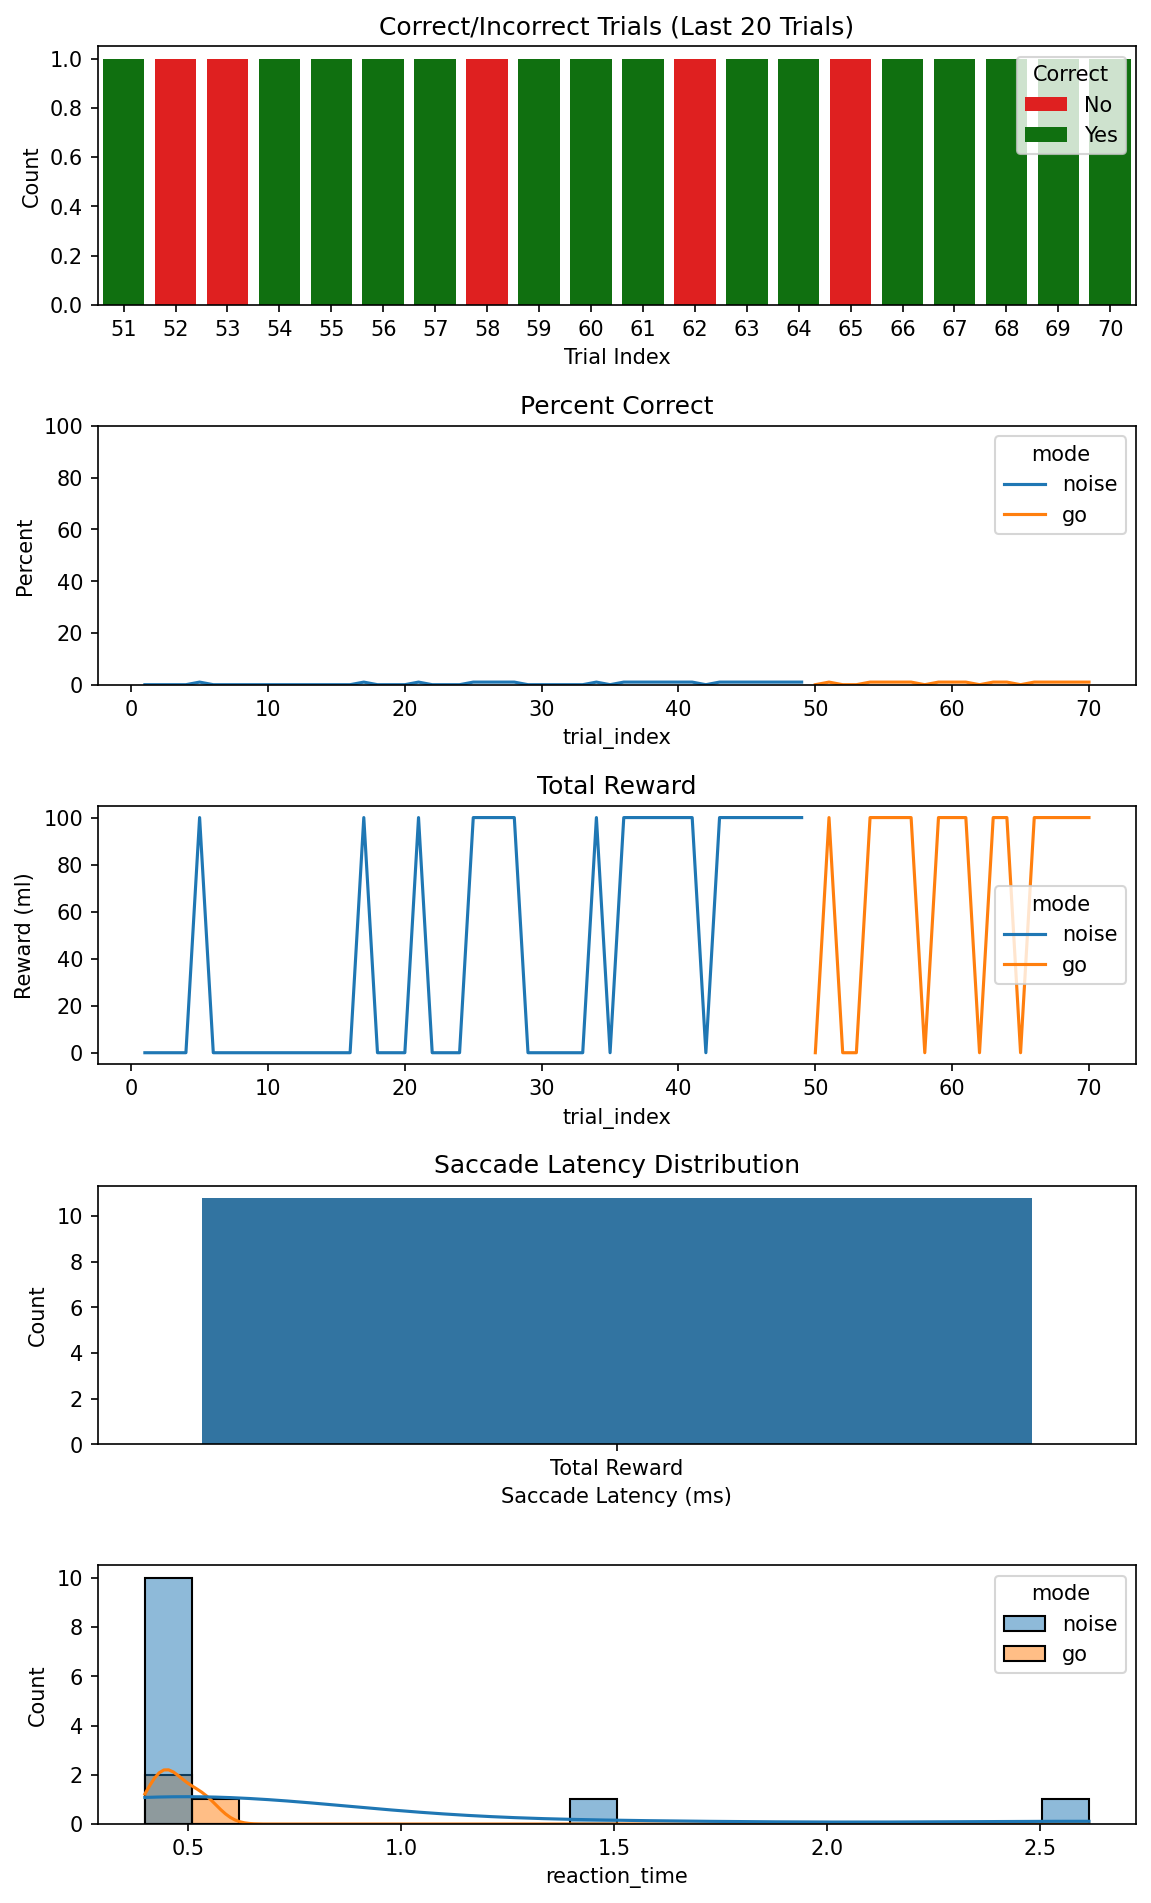 Correct/Incorrect Trials (Last 20 Trials)
1.0
0.8
0.6
0.4
0.2
0.0
Count
Correct
No
Yes
51 52 53 54 55 56 57 58 59 60 61 62 63 64 65 66 67 68 69 70
Trial Index
Percent Correct
100
80
60
40
20
0
Percent
mode
noise
go
0 10 20 30 40 50 60 70
trial_index
Total Reward
100
80
60
40
20
0
Reward (ml)
mode
noise
go
0 10 20 30 40 50 60 70
trial_index
Saccade Latency Distribution
10
8
6
4
2
0
Count
Total Reward
Saccade Latency (ms)
10
8
6
4
2
0
Count
mode
noise
go
0.5 1.0 1.5 2.0 2.5
reaction_time